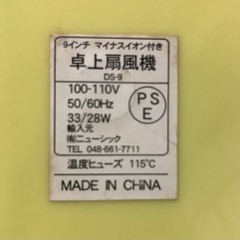 9インチ マイナスイオン付き
卓上扇風機
DS-9
100-110V
50/60Hz
33/28W
PS
E
輸入元
㈲ニューシック
TEL 048-661-7711
温度ヒューズ 115℃
MADE IN CHINA